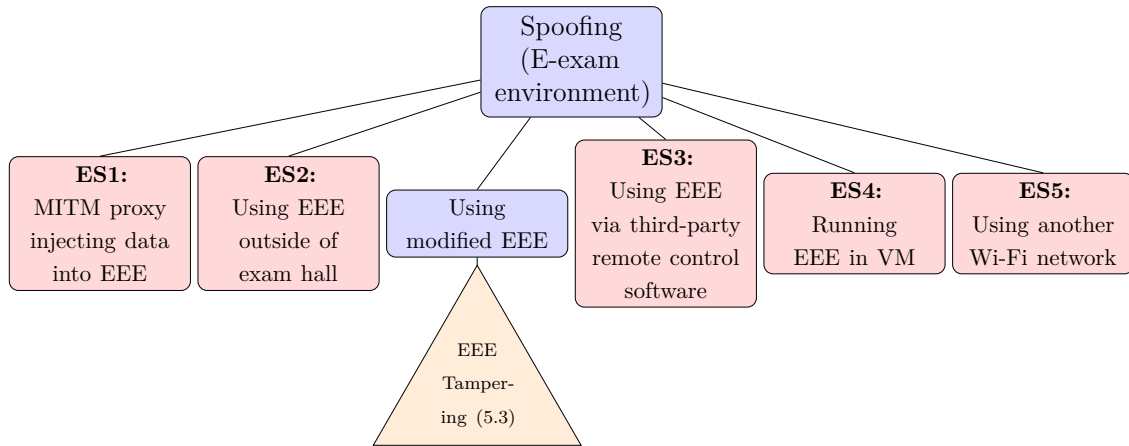 Spoofing
(E-exam
environment)
ES1:
MITM proxy
injecting data
into EEE
ES2:
Using EEE
outside of
exam hall
Using
modified EEE
EEE
Tamper-
ing (5.3)
ES3:
Using EEE
via third-party
remote control
software
ES4:
Running
EEE in VM
ES5:
Using another
Wi-Fi network